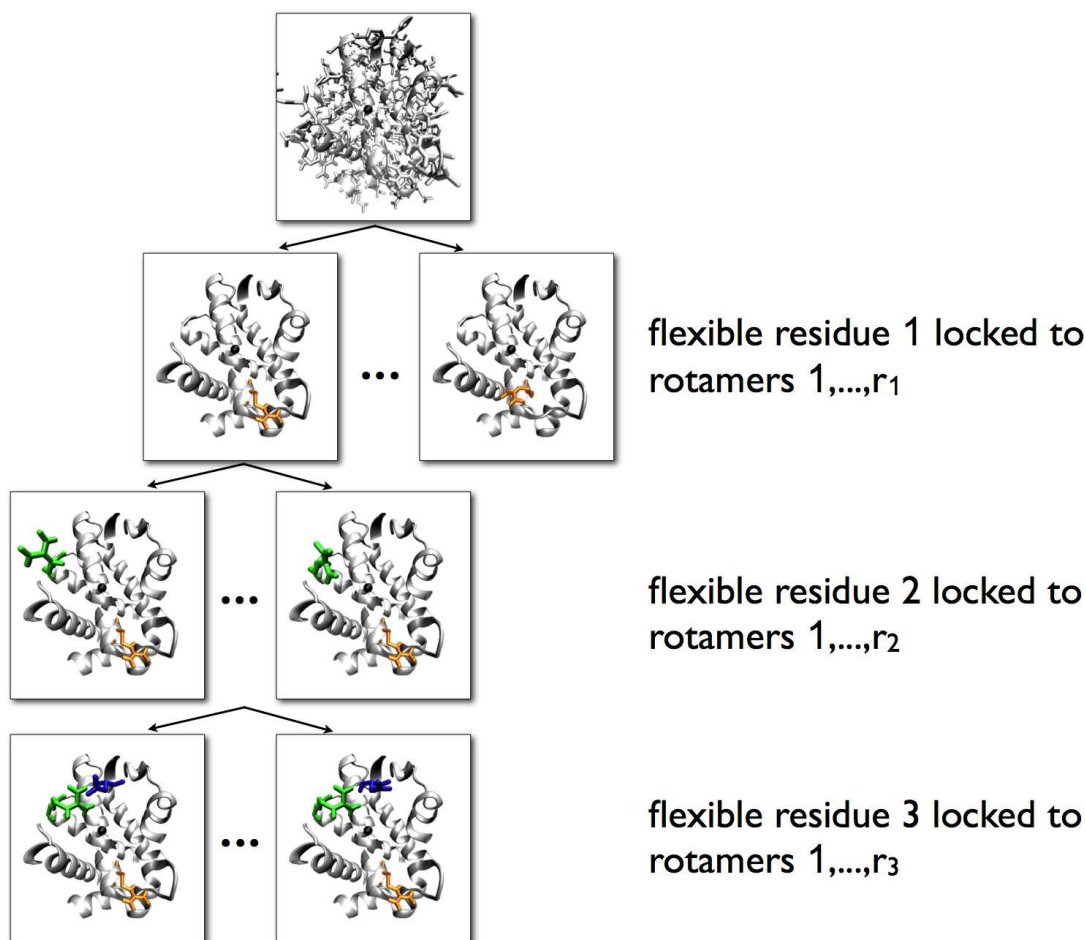 flexible residue 1 locked to
rotamers 1,...,r₁
flexible residue 2 locked to
rotamers 1,...,r₂
flexible residue 3 locked to
rotamers 1,...,r₃